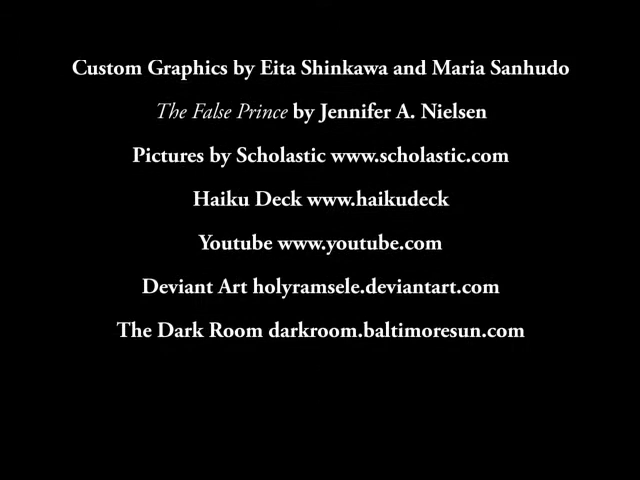 Custom Graphics by Eita Shinkawa and Maria Sanhudo
The False Prince by Jennifer A. Nielsen
Pictures by Scholastic www.scholastic.com
Haiku Deck www.haikudeck
Youtube www.youtube.com
Deviant Art holyramsele.deviantart.com
The Dark Room darkroom.baltimoresun.com